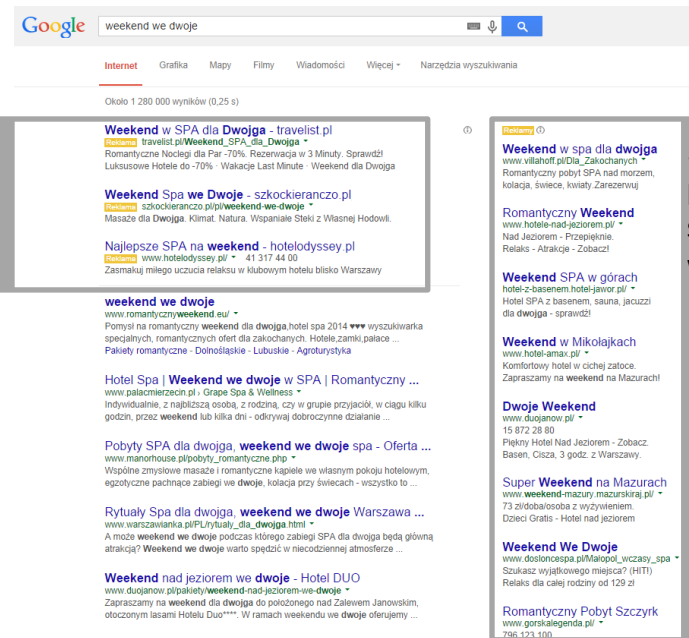 Google weekend we dwoje
Internet Grafika Mapy Filmy Wiadomości Więcej Narzędzia wyszukiwania
Około 1 280 000 wyników (0,25 s)
Weekend w SPA dla Dwojga - travelist.pl
Reklama travelist.pl/Weekend_SPA_dla_Dwojga
Romantyczne Noclegi dla Par -70%. Rezerwacja w 3 Minuty. Sprawdź!
Luksusowe Hotele do -70% · Wakacje Last Minute · Weekend dla Dwojga
Weekend Spa we Dwoje - szkockieranczo.pl
Reklama szkockieranczo.pl/pl/weekend-we-dwoje
Masaże dla Dwojga. Klimat. Natura. Wspaniałe Steki z Własnej Hodowli.
Najlepsze SPA na weekend - hotelodyssey.pl
Reklama www.hotelodyssey.pl/ 41 317 44 00
Zasmakuj miłego uczucia relaksu w klubowym hotelu blisko Warszawy
weekend we dwoje
www.romantycznyweekend.eu/
Pomysł na romantyczny weekend dla dwojga,hotel spa 2014 ♥♥♥ wyszukiwarka
specjalnych, romantycznych ofert dla zakochanych. Hotele,zamki,pałace ...
Pakiety romantyczne - Dolnośląskie - Lubuskie - Agroturystyka
Hotel Spa | Weekend we dwoje w SPA | Romantyczny ...
www.palacmierzecin.pl › Grape Spa & Wellness
Indywidualnie, z najbliższą osobą, z rodziną, czy w grupie przyjaciół, w ciągu kilku
godzin, przez weekend lub kilka dni - odkrywaj dobroczynne działanie ...
Pobyty SPA dla dwojga, weekend we dwoje spa - Oferta ...
www.manorhouse.pl/pobyty_romantyczne.php
Wspólne zmysłowe masaże i romantyczne kąpiele we własnym pokoju hotelowym,
egzotyczne pachnące zabiegi we dwoje, kolacja przy świecach - wszystko to ...
Rytuały Spa dla dwojga, weekend we dwoje Warszawa ...
www.warszawianka.pl/PL/rytualy_dla_dwojga.html
A może weekend we dwoje podczas którego zabiegi SPA dla dwojga będą główną
atrakcją? Weekend we dwoje warto spędzić w niecodziennej atmosferze ...
Weekend nad jeziorem we dwoje - Hotel DUO
www.duojanow.pl/pakiety/weekend-nad-jeziorem-we-dwoje
Zapraszamy na weekend dla dwojga do położonego nad Zalewem Janowskim,
otoczonym lasami Hotelu Duo****. W ramach weekendu we dwoje oferujemy ...
Reklamy
Weekend w spa dla dwojga
www.villahoff.pl/Dla_Zakochanych
Romantyczny pobyt SPA nad morzem,
kolacja, świece, kwiaty.Zarezerwuj
Romantyczny Weekend
www.hotele-nad-jeziorem.pl/
Nad Jeziorem - Przepięknie.
Relaks - Atrakcje - Zobacz!
Weekend SPA w górach
hotel-z-basenem.hotel-jawor.pl/
Hotel SPA z basenem, sauna, jacuzzi
dla dwojga - sprawdź!
Weekend w Mikołajkach
www.hotel-amax.pl/
Komfortowy hotel w cichej zatoce.
Zapraszamy na weekend na Mazurach!
Dwoje Weekend
www.duojanow.pl/
15 872 28 80
Piękny Hotel Nad Jeziorem - Zobacz.
Basen, Cisza, 3 godz. z Warszawy.
Super Weekend na Mazurach
www.weekend-mazury.mazurskiraj.pl/
73 zł/doba/osoba z wyżywieniem.
Dzieci Gratis - Hotel nad jeziorem
Weekend We Dwoje
www.dosloncespa.pl/Malopol_wczasy_spa
Szukasz wyjątkowego miejsca? (HIT!)
Relaks dla całej rodziny od 129 zł
Romantyczny Pobyt Szczyrk
www.gorskalegenda.pl/
796 123 100